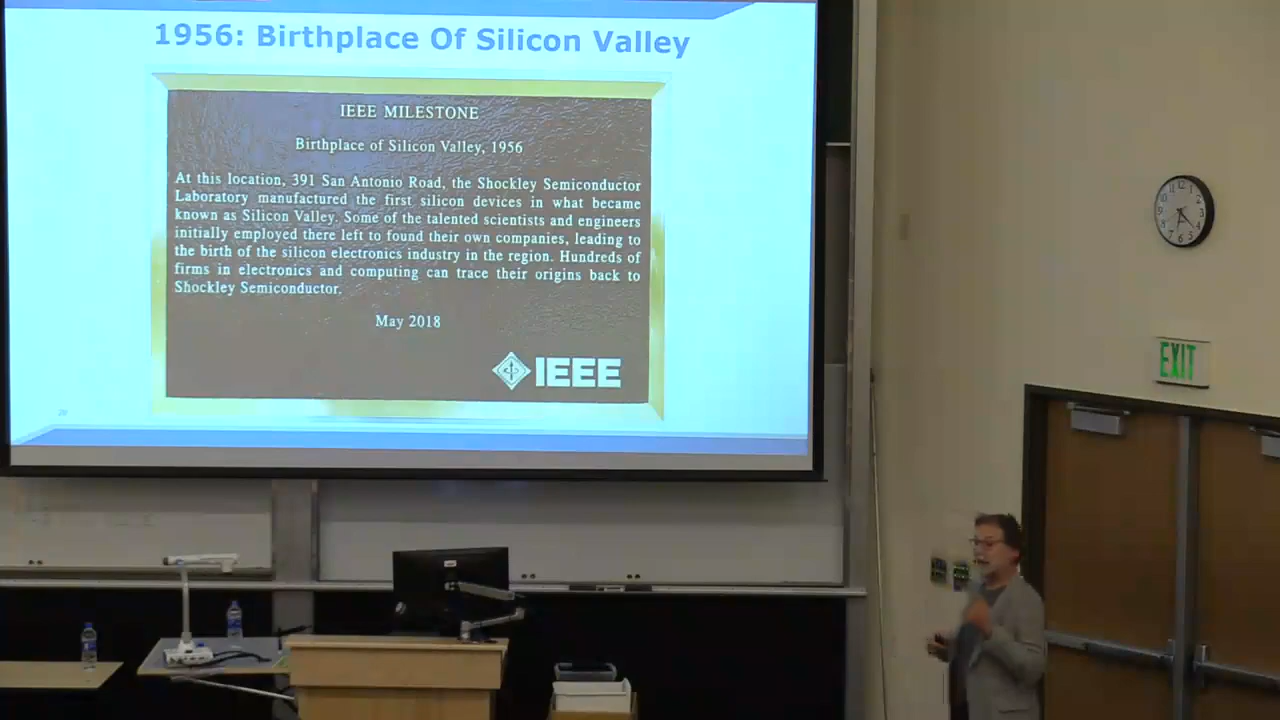 1956: Birthplace Of Silicon Valley
IEEE MILESTONE
Birthplace of Silicon Valley, 1956
At this location, 391 San Antonio Road, the Shockley Semiconductor
Laboratory manufactured the first silicon devices in what became
known as Silicon Valley. Some of the talented scientists and engineers
initially employed there left to found their own companies, leading to
the birth of the silicon electronics industry in the region. Hundreds of
firms in electronics and computing can trace their origins back to
Shockley Semiconductor.
May 2018
IEEE
EXIT